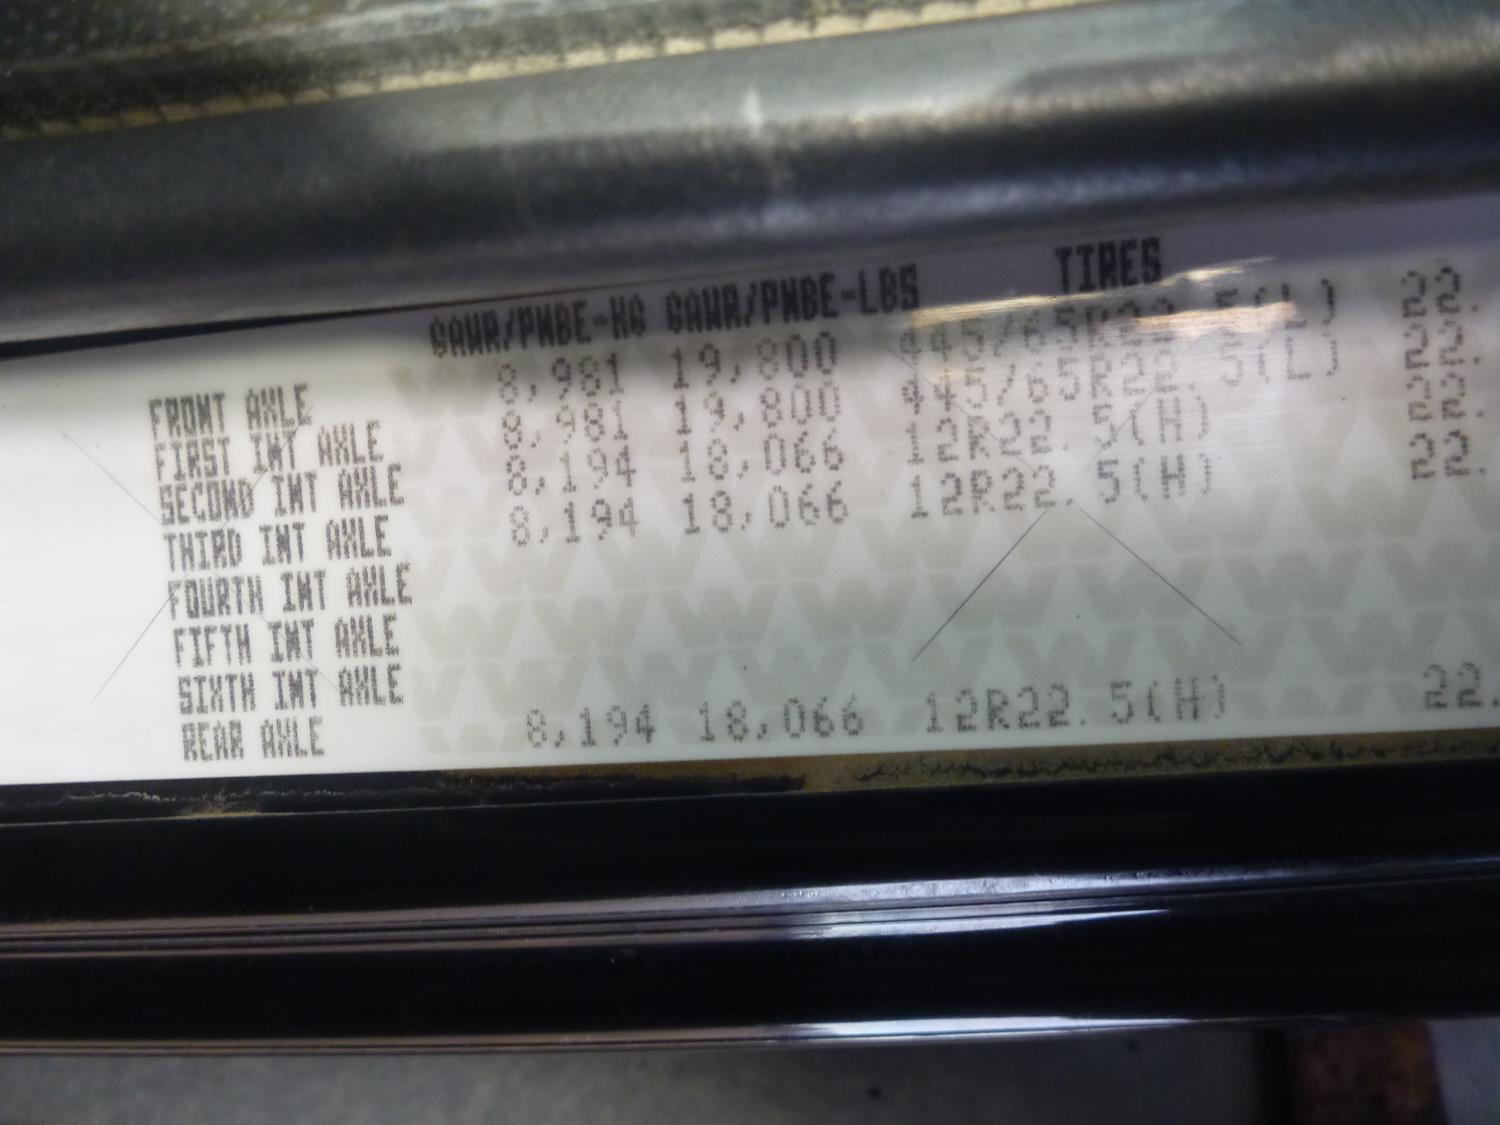 GAWR/PNBE-KG GAWR/PNBE-LBS TIRES
FRONT AXLE 8,981 19,800 445/65R22.5(L) 22.
FIRST INT AXLE 8,981 19,800 445/65R22.5(L) 22.
SECOND INT AXLE 8,194 18,066 12R22.5(H) 22.
THIRD INT AXLE 8,194 18,066 12R22.5(H) 22.
FOURTH INT AXLE
FIFTH INT AXLE
SIXTH INT AXLE
REAR AXLE 8,194 18,066 12R22.5(H) 22.